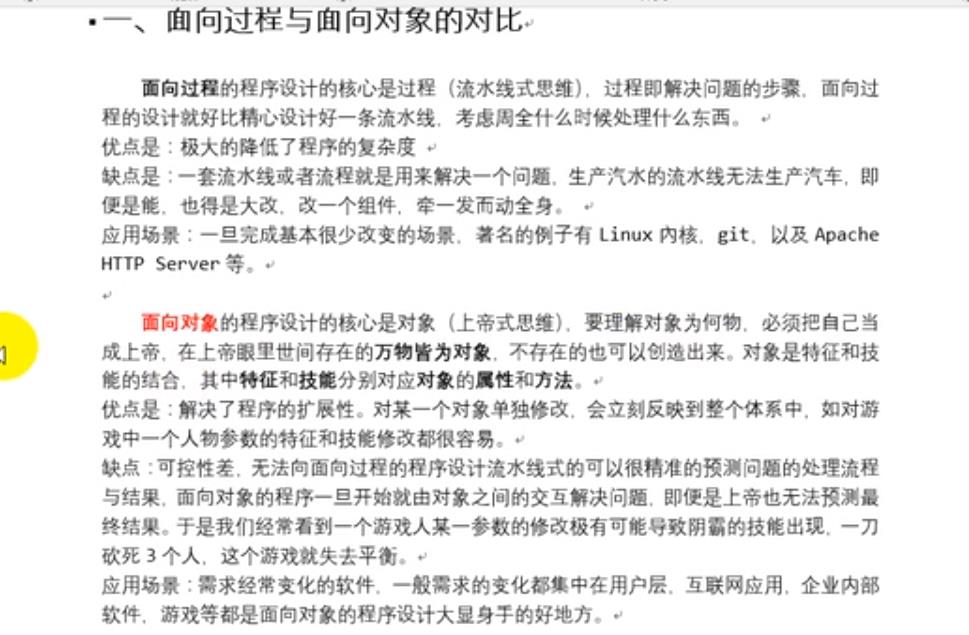 一、面向过程与面向对象的对比
面向过程的程序设计的核心是过程（流水线式思维），过程即解决问题的步骤，面向过
程的设计就好比精心设计好一条流水线，考虑周全什么时候处理什么东西。
优点是：极大的降低了程序的复杂度
缺点是：一套流水线或者流程就是用来解决一个问题，生产汽水的流水线无法生产汽车，即
便是能，也得是大改，改一个组件，牵一发而动全身。
应用场景：一旦完成基本很少改变的场景，著名的例子有 Linux 内核，git，以及 Apache
HTTP Server 等。
面向对象的程序设计的核心是对象（上帝式思维），要理解对象为何物，必须把自己当
成上帝，在上帝眼里世间存在的万物皆为对象，不存在的也可以创造出来。对象是特征和技
能的结合，其中特征和技能分别对应对象的属性和方法。
优点是：解决了程序的扩展性。对某一个对象单独修改，会立刻反映到整个体系中，如对游
戏中一个人物参数的特征和技能修改都很容易。
缺点：可控性差，无法向面向过程的程序设计流水线式的可以很精准的预测问题的处理流程
与结果，面向对象的程序一旦开始就由对象之间的交互解决问题，即便是上帝也无法预测最
终结果。于是我们经常看到一个游戏人某一参数的修改极有可能导致阴霸的技能出现，一刀
砍死 3 个人，这个游戏就失去平衡。
应用场景：需求经常变化的软件，一般需求的变化都集中在用户层，互联网应用，企业内部
软件，游戏等都是面向对象的程序设计大显身手的好地方。